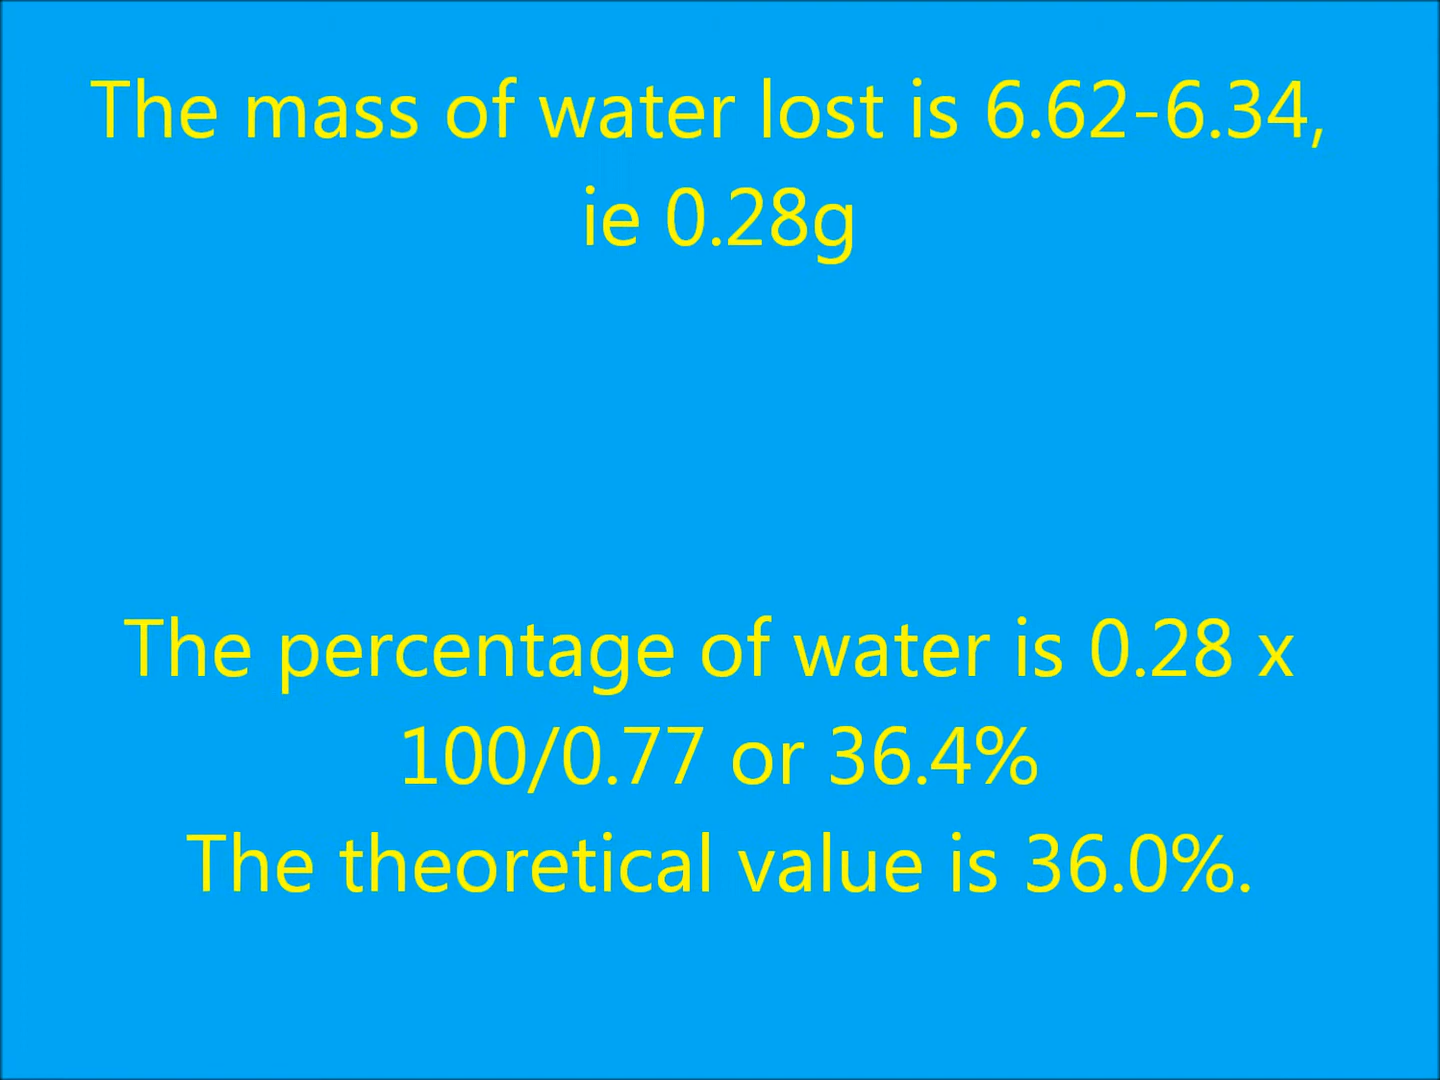 The mass of water lost is 6.62-6.34,
ie 0.28g
The percentage of water is 0.28 x
100/0.77 or 36.4%
The theoretical value is 36.0%.